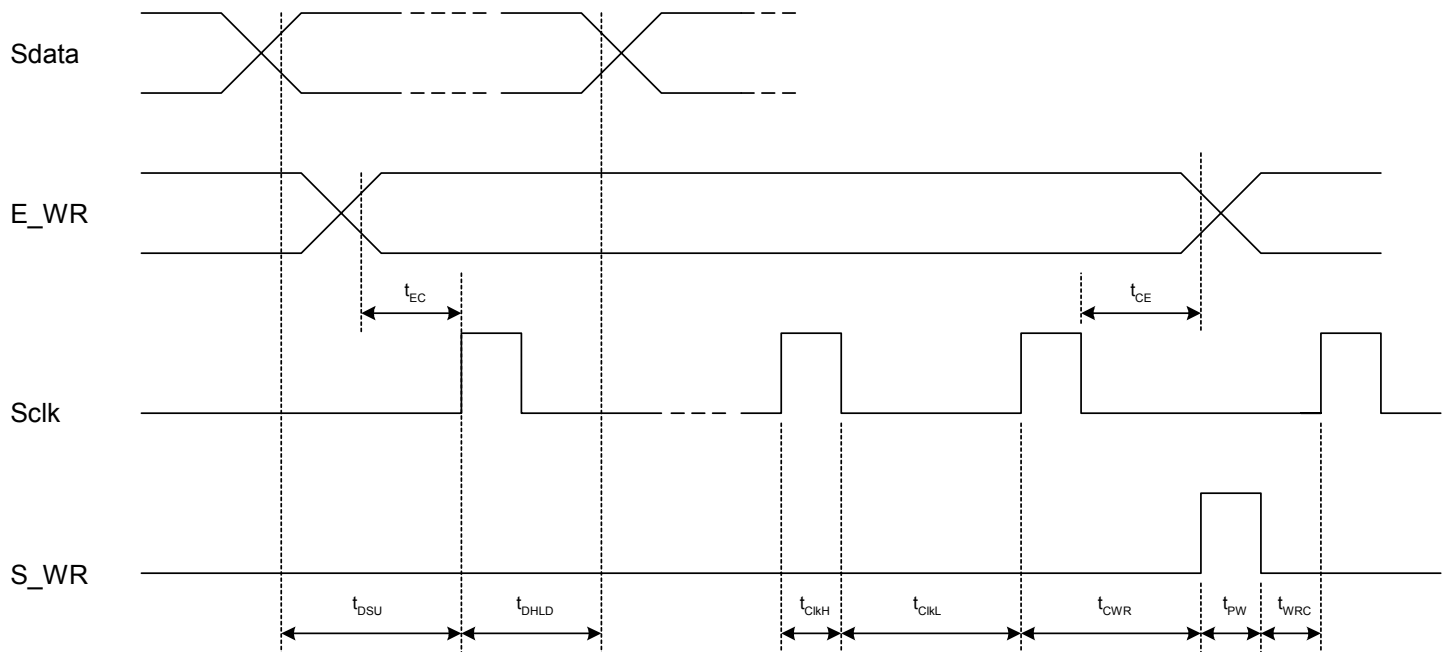 Sdata
E_WR
t_EC
t_CE
Sclk
S_WR
t_DSU
t_DHLD
t_ClkH
t_ClkL
t_CWR
t_PW
t_WRC